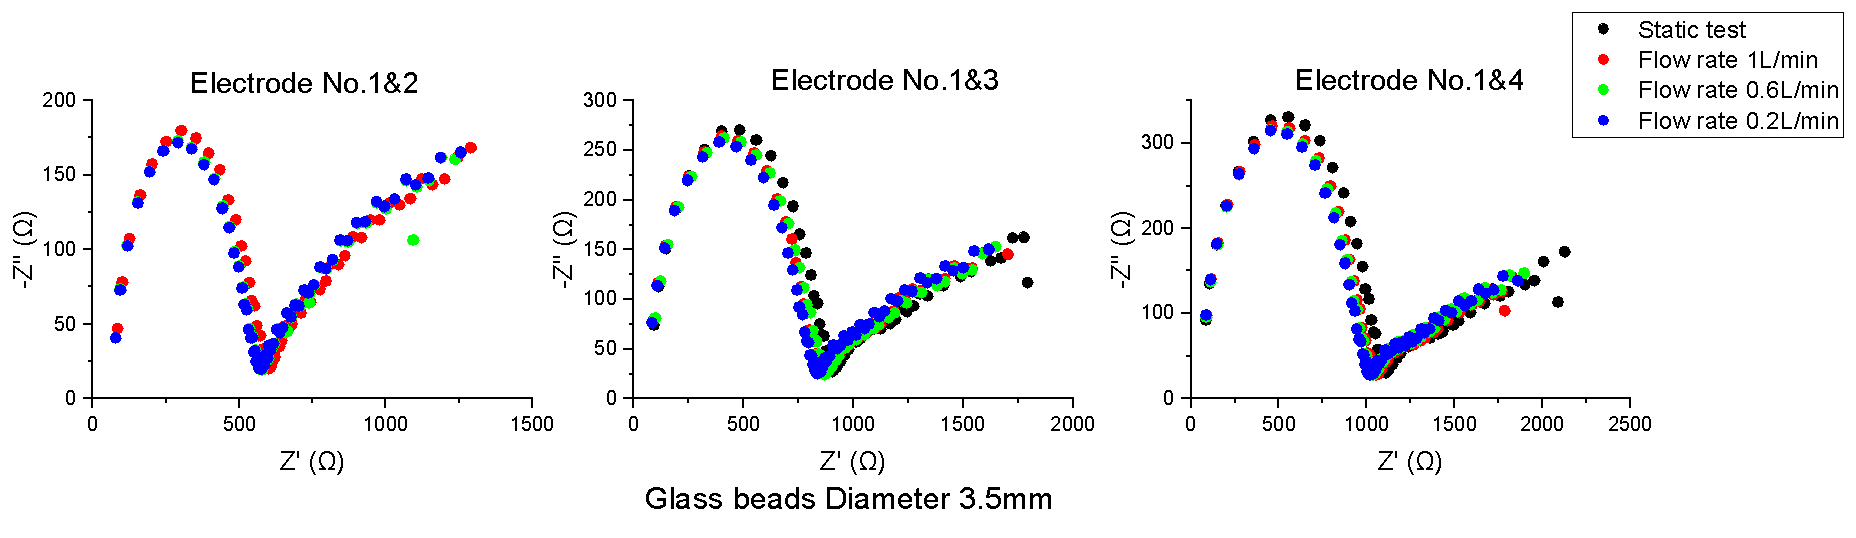 Static test
Flow rate 1L/min
Flow rate 0.6L/min
Flow rate 0.2L/min
Electrode No.1&2
200
150
100
50
0
0
500
1000
1500
-Z" (Ω)
Z' (Ω)
Electrode No.1&3
300
250
200
150
100
50
0
0
500
1000
1500
2000
-Z" (Ω)
Z' (Ω)
Electrode No.1&4
300
200
100
0
0
500
1000
1500
2000
2500
-Z" (Ω)
Z' (Ω)
Glass beads Diameter 3.5mm